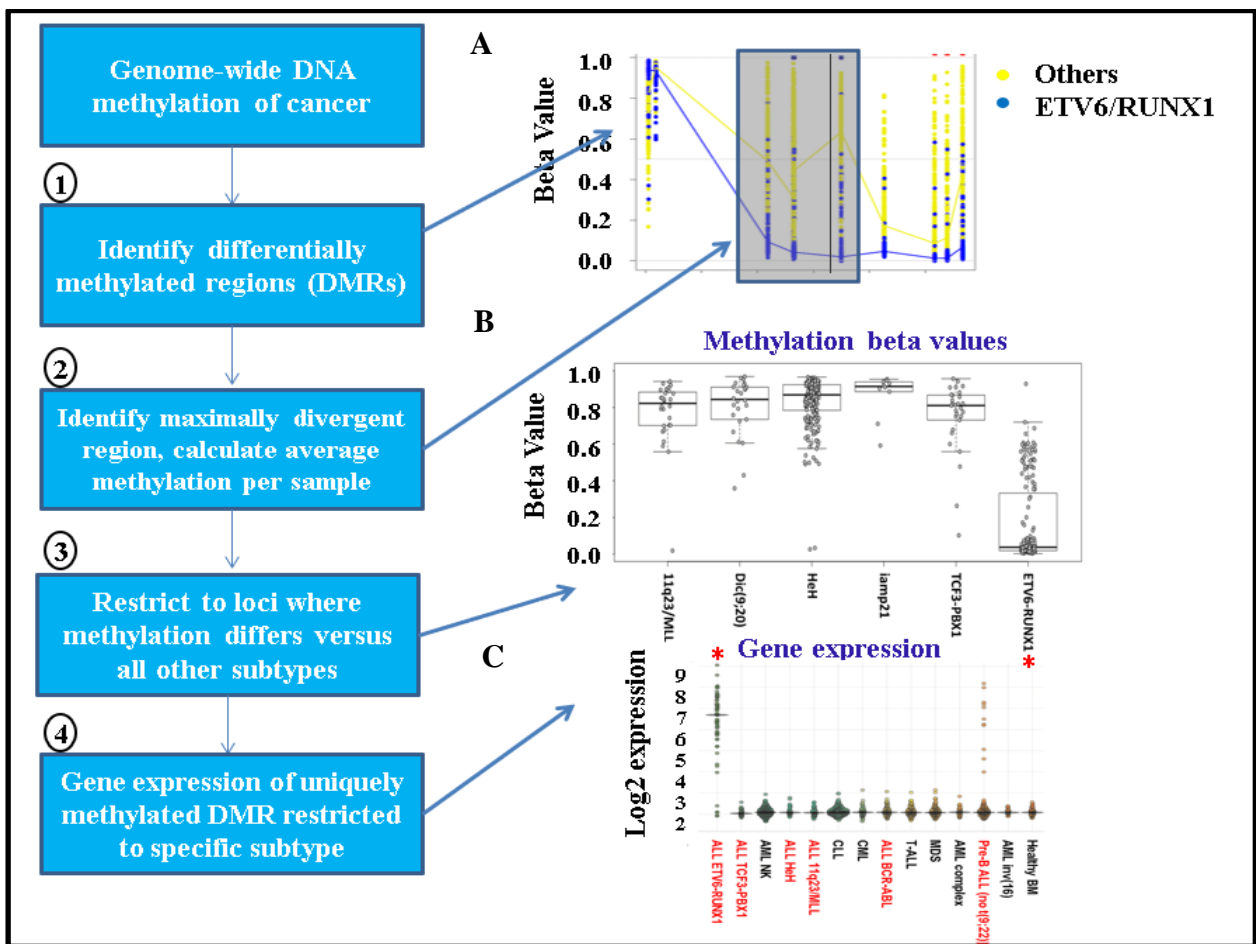 Genome-wide DNA
methylation of cancer
1
Identify differentially
methylated regions (DMRs)
2
Identify maximally divergent
region, calculate average
methylation per sample
3
Restrict to loci where
methylation differs versus
all other subtypes
4
Gene expression of uniquely
methylated DMR restricted
to specific subtype
A
Beta Value
1.0
0.8
0.6
0.4
0.2
0.0
Others
ETV6/RUNX1
B
Methylation beta values
Beta Value
1.0
0.8
0.6
0.4
0.2
0.0
11q23/MLL
Dic(9;20)
HeH
iamp21
TCF3-PBX1
ETV6-RUNX1
C
Gene expression
*
*
Log2 expression
9
8
7
6
5
4
3
2
ALL ETV6-RUNX1
ALL TCF3-PBX1
AML NK
ALL HeH
ALL 11q23/MLL
CLL
CML
ALL BCR-ABL
T-ALL
MDS
AML complex
Pre-B ALL (not(9;22))
AML inv(16)
Healthy BM